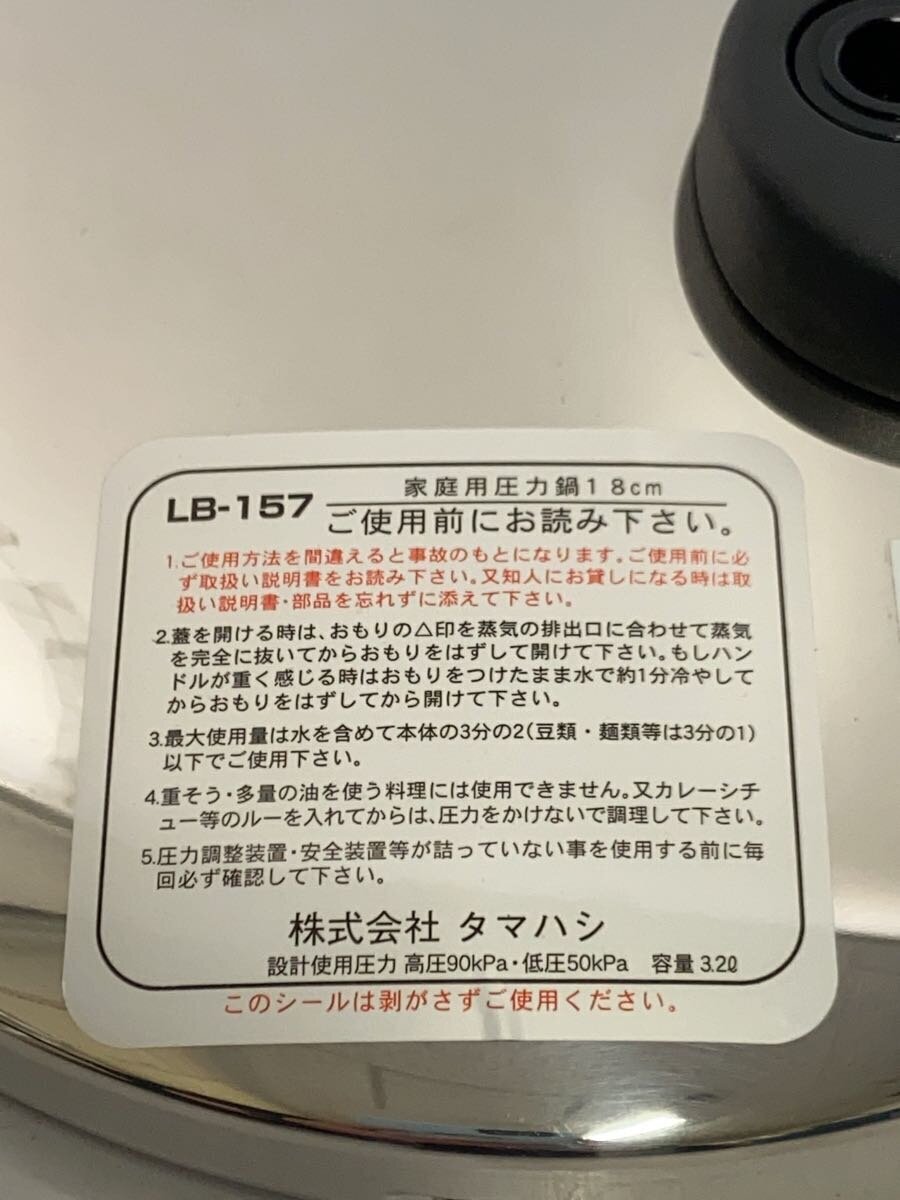 LB-157
家庭用圧力鍋18cm
ご使用前にお読み下さい。
1.ご使用方法を間違えると事故のもとになります。ご使用前に必
ず取扱い説明書をお読み下さい。又知人にお貸しになる時は取
扱い説明書・部品を忘れずに添えて下さい。
2.蓋を開ける時は、おもりの△印を蒸気の排出口に合わせて蒸気
を完全に抜いてからおもりをはずして開けて下さい。もしハン
ドルが重く感じる時はおもりをつけたまま水で約1分冷やして
からおもりをはずしてから開けて下さい。
3.最大使用量は水を含めて本体の3分の2(豆類・麺類等は3分の1)
以下でご使用下さい。
4.重そう・多量の油を使う料理には使用できません。又カレーシチ
ュー等のルーを入れてからは、圧力をかけないで調理して下さい。
5.圧力調整装置・安全装置等が詰っていない事を使用する前に毎
回必ず確認して下さい。
株式会社 タマハシ
設計使用圧力 高圧90kPa・低圧50kPa 容量 3.2ℓ
このシールは剥がさずご使用ください。